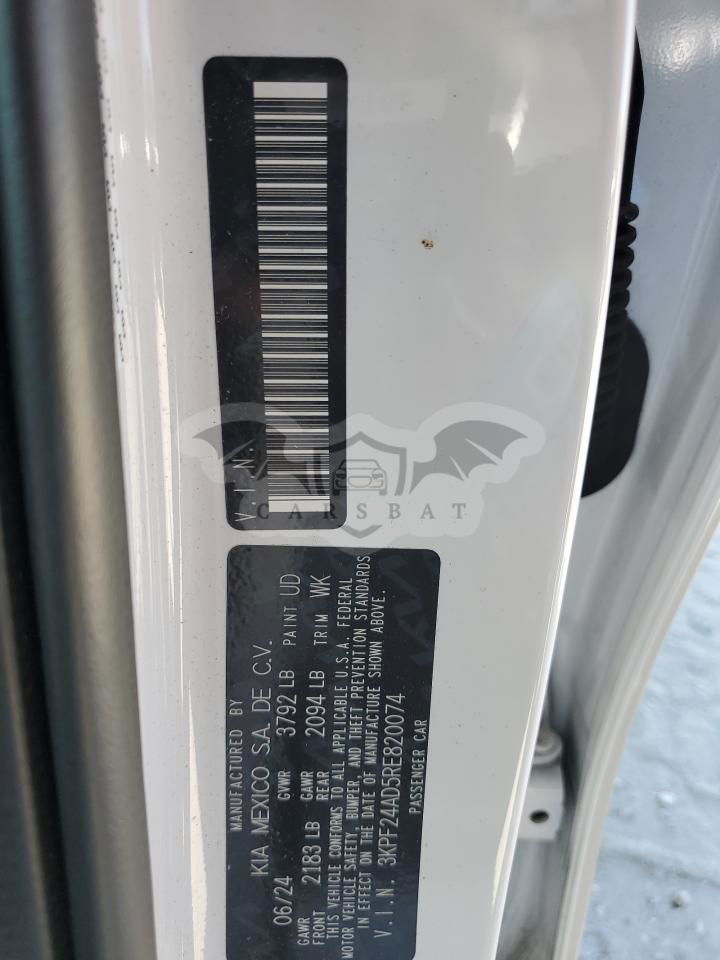 V.I.N.
CARSBAT
MANUFACTURED BY
KIA MEXICO S.A. DE C.V.
06/24 GVWR 3792 LB PAINT UD
GAWR FRONT 2183 LB GAWR REAR 2094 LB TRIM WK
THIS VEHICLE CONFORMS TO ALL APPLICABLE U.S.A. FEDERAL
MOTOR VEHICLE SAFETY, BUMPER, AND THEFT PREVENTION STANDARDS
IN EFFECT ON THE DATE OF MANUFACTURE SHOWN ABOVE.
V.I.N. 3KPF24AD5RE820074
PASSENGER CAR